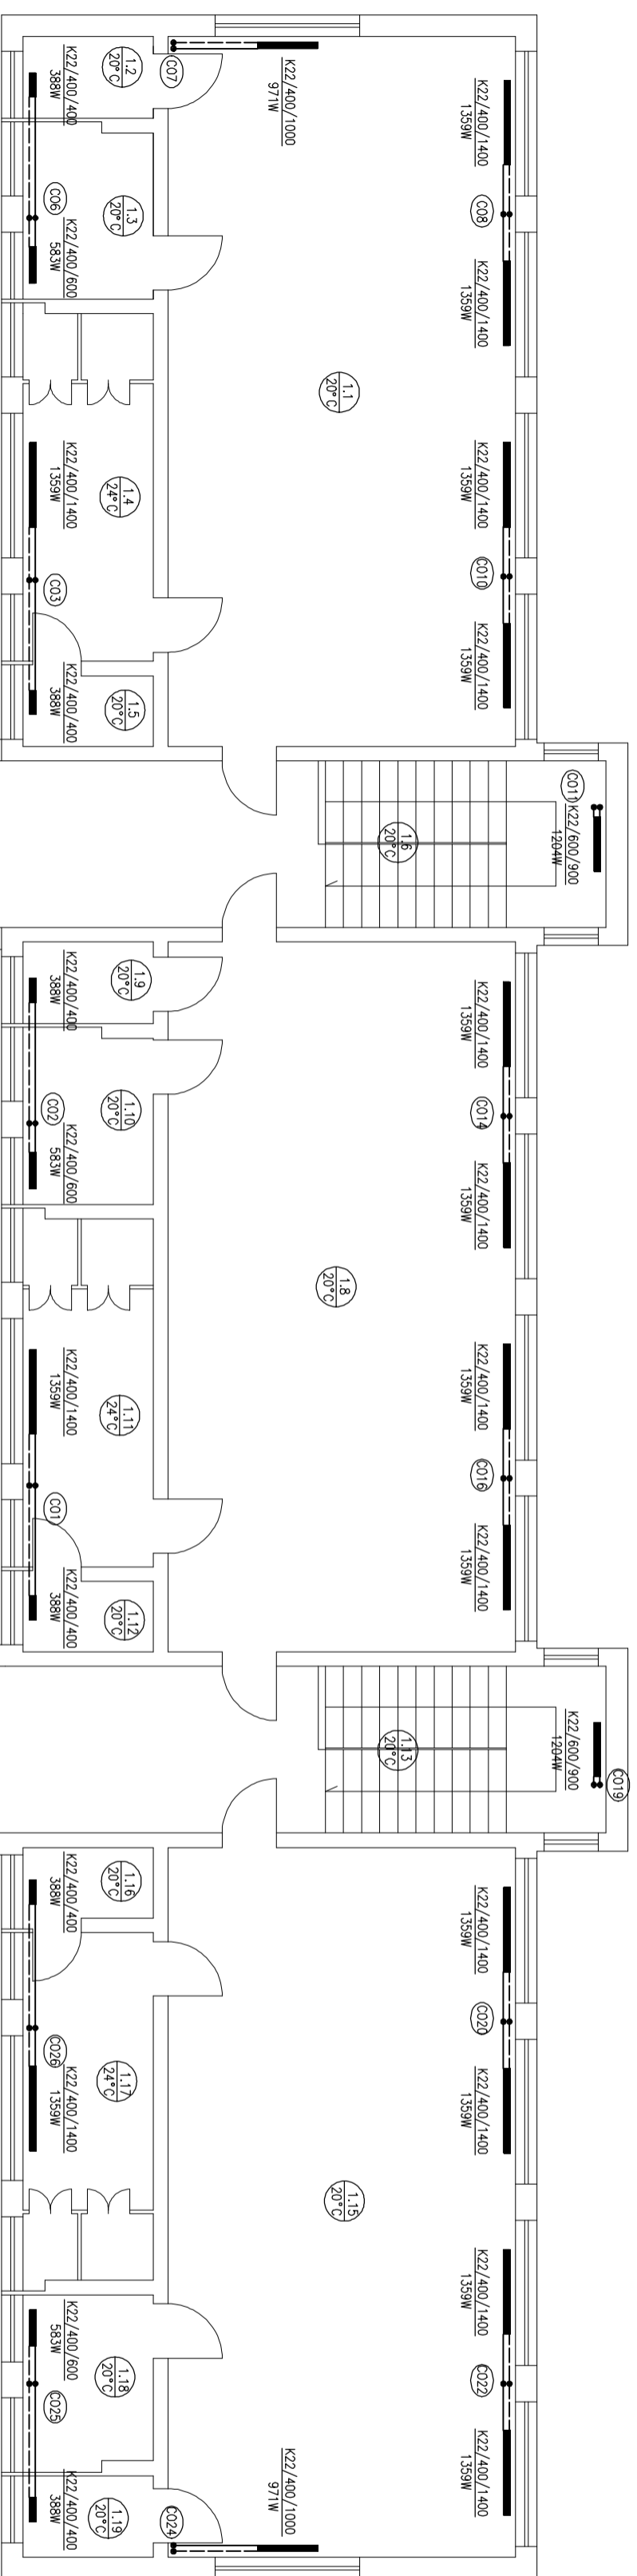 K22/400/400
388W
1.2
20°C
CO7
K22/400/1000
971W
K22/400/1400
1359W
CO6
K22/400/600
583W
1.3
20°C
CO8
K22/400/1400
1359W
1.1
20°C
K22/400/1400
1359W
1.4
24°C
K22/400/1400
1359W
CO3
CO10
K22/400/400
388W
1.5
20°C
K22/400/1400
1359W
CO11
K22/600/900
1204W
1.6
20°C
K22/400/400
388W
1.9
20°C
K22/400/1400
1359W
CO2
K22/400/600
583W
1.10
20°C
CO14
K22/400/1400
1359W
1.8
20°C
K22/400/1400
1359W
1.11
24°C
K22/400/1400
1359W
CO1
CO16
K22/400/400
388W
1.12
20°C
K22/400/1400
1359W
K22/600/900
1204W
CO19
1.13
20°C
K22/400/400
388W
1.16
20°C
K22/400/1400
1359W
CO26
K22/400/1400
1359W
1.17
24°C
CO20
K22/400/1400
1359W
1.15
20°C
K22/400/600
583W
CO25
1.18
20°C
K22/400/1400
1359W
CO22
K22/400/400
388W
1.19
20°C
CO24
K22/400/1000
971W
K22/400/1400
1359W